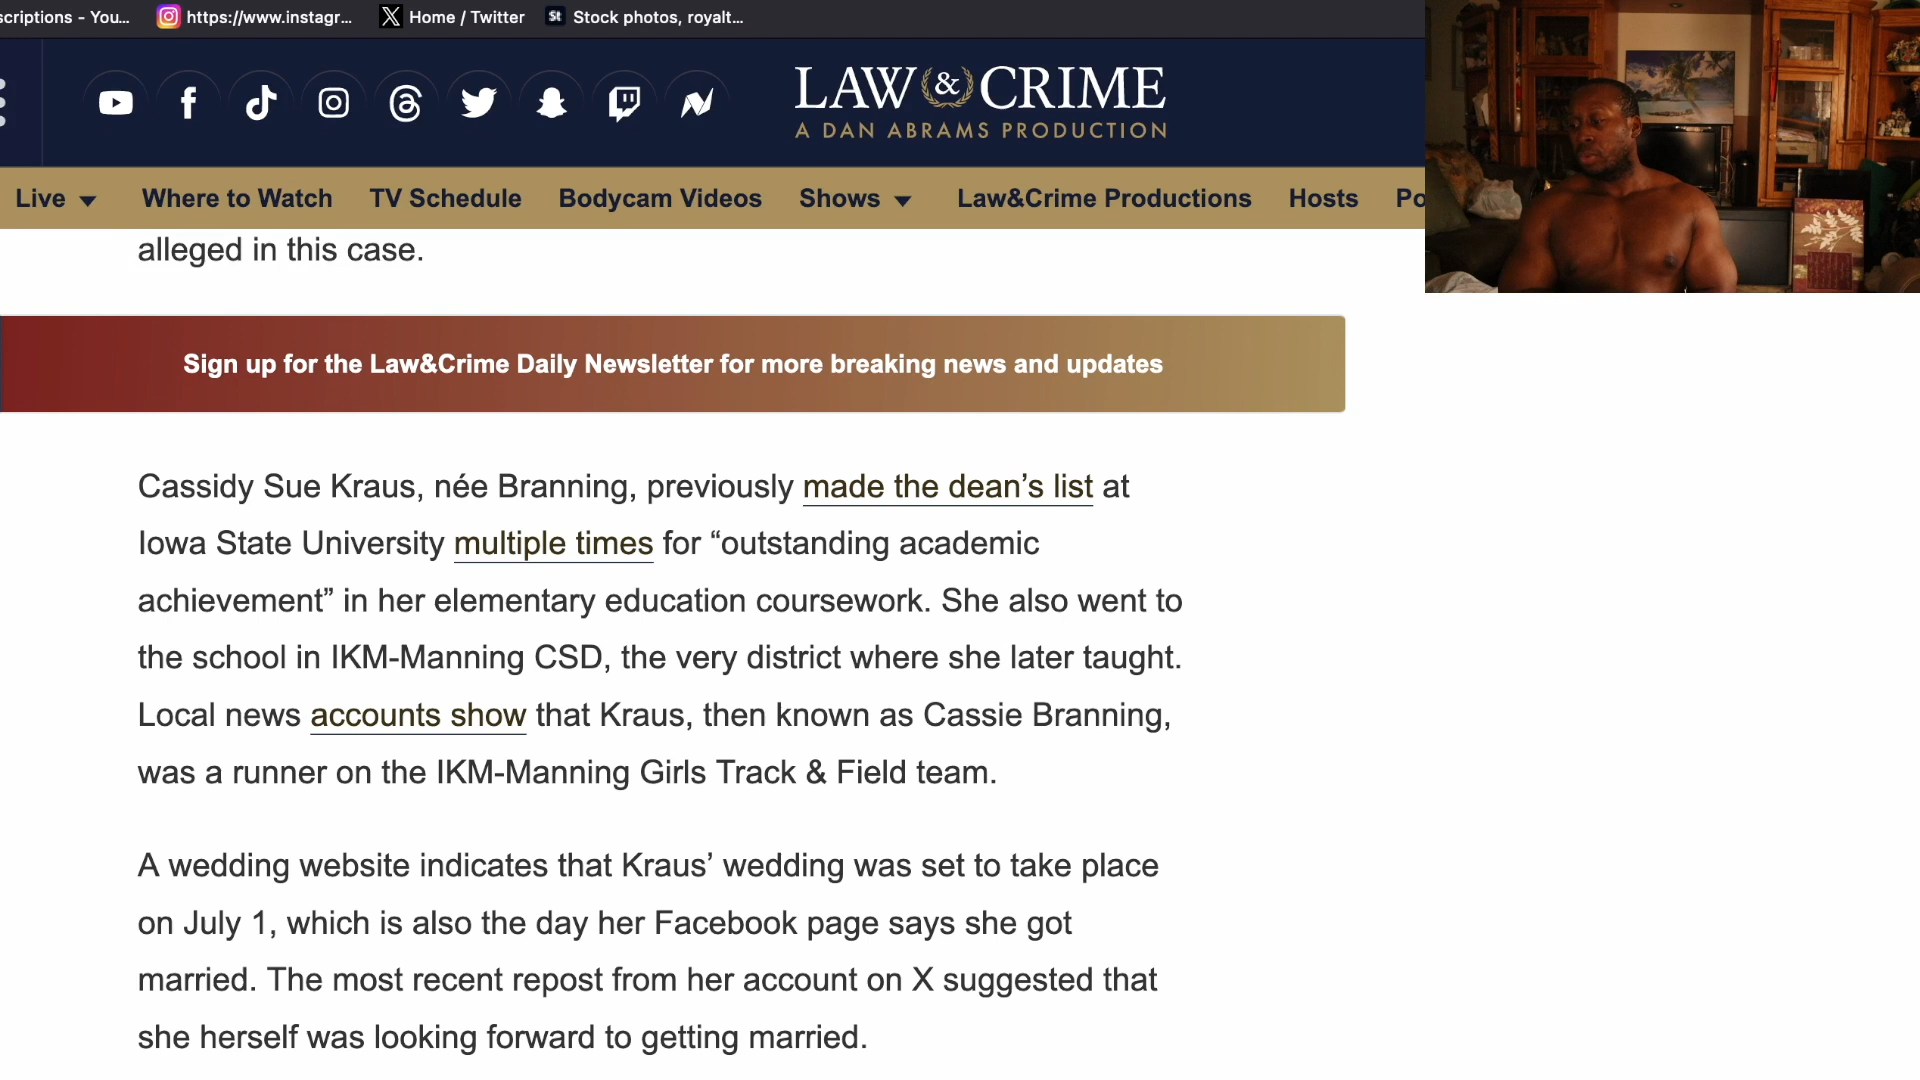 scriptions - You...
https://www.instagr...
Home / Twitter
St
Stock photos, royalt...
LAW & CRIME
A DAN ABRAMS PRODUCTION
Live
Where to Watch
TV Schedule
Bodycam Videos
Shows
Law&Crime Productions
Hosts
Po
alleged in this case.
Sign up for the Law&Crime Daily Newsletter for more breaking news and updates
Cassidy Sue Kraus, née Branning, previously made the dean’s list at
Iowa State University multiple times for “outstanding academic
achievement” in her elementary education coursework. She also went to
the school in IKM-Manning CSD, the very district where she later taught.
Local news accounts show that Kraus, then known as Cassie Branning,
was a runner on the IKM-Manning Girls Track & Field team.
A wedding website indicates that Kraus’ wedding was set to take place
on July 1, which is also the day her Facebook page says she got
married. The most recent repost from her account on X suggested that
she herself was looking forward to getting married.